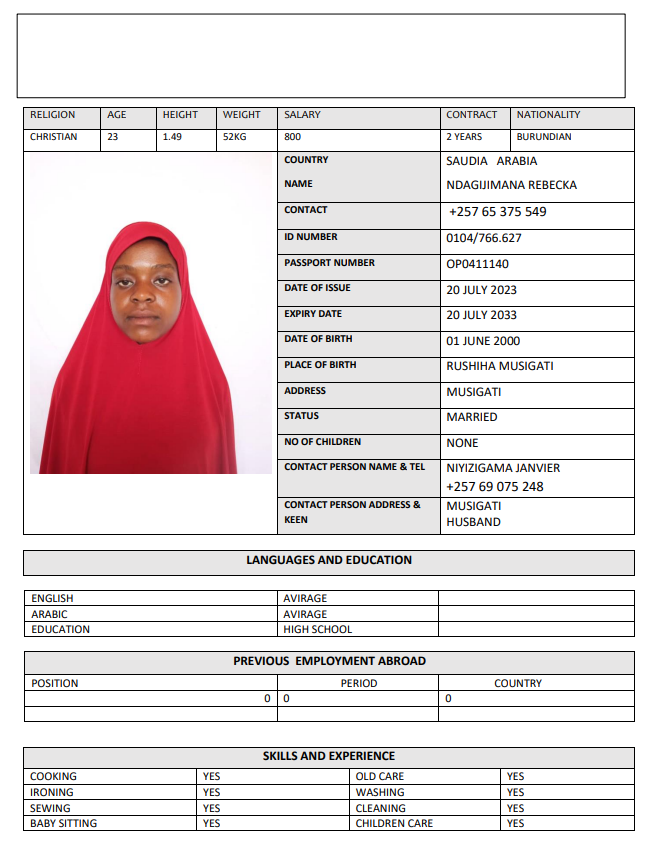 RELIGION AGE HEIGHT WEIGHT SALARY CONTRACT NATIONALITY
CHRISTIAN 23 1.49 52KG 800 2 YEARS BURUNDIAN
COUNTRY SAUDIA ARABIA
NAME NDAGIJIMANA REBECKA
CONTACT +257 65 375 549
ID NUMBER 0104/766.627
PASSPORT NUMBER OP0411140
DATE OF ISSUE 20 JULY 2023
EXPIRY DATE 20 JULY 2033
DATE OF BIRTH 01 JUNE 2000
PLACE OF BIRTH RUSHIHA MUSIGATI
ADDRESS MUSIGATI
STATUS MARRIED
NO OF CHILDREN NONE
CONTACT PERSON NAME & TEL NIYIZIGAMA JANVIER
+257 69 075 248
CONTACT PERSON ADDRESS & MUSIGATI
KEEN HUSBAND
LANGUAGES AND EDUCATION
ENGLISH AVIRAGE
ARABIC AVIRAGE
EDUCATION HIGH SCHOOL
PREVIOUS EMPLOYMENT ABROAD
POSITION PERIOD COUNTRY
0 0 0
SKILLS AND EXPERIENCE
COOKING YES OLD CARE YES
IRONING YES WASHING YES
SEWING YES CLEANING YES
BABY SITTING YES CHILDREN CARE YES